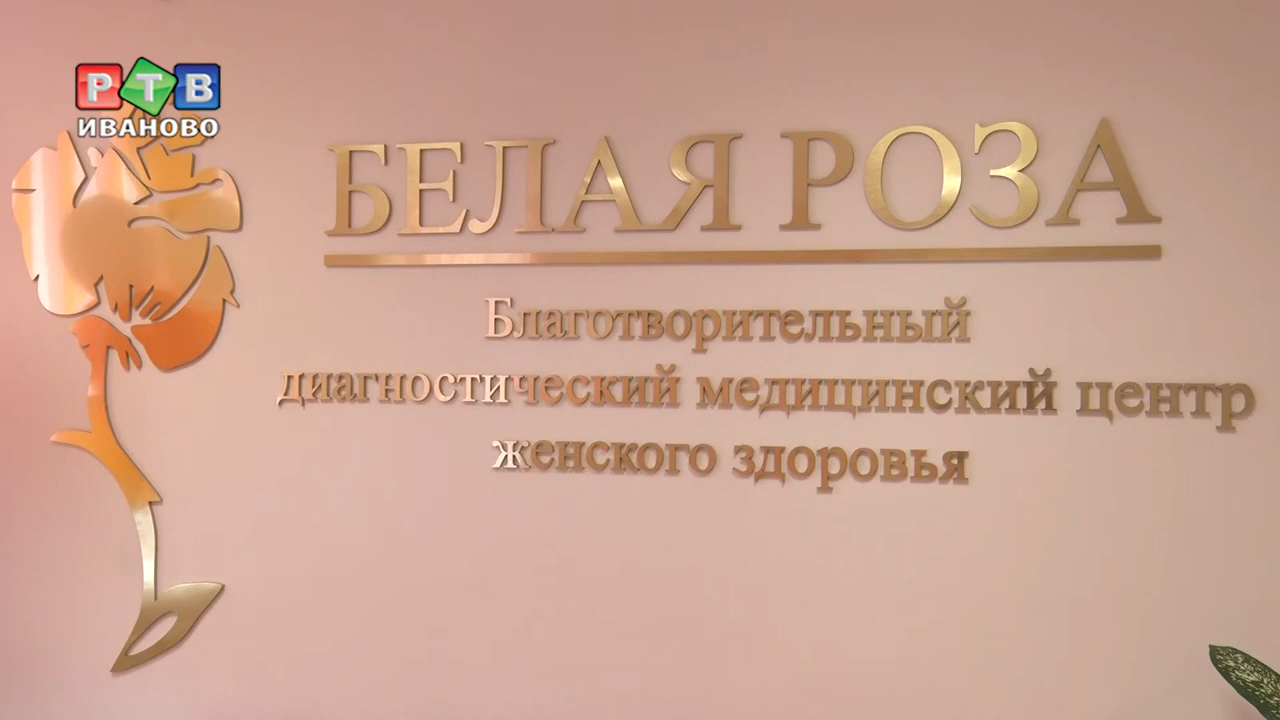 РТВ
ИВАНОВО
БЕЛАЯ РОЗА
Благотворительный
диагностический медицинский центр
женского здоровья